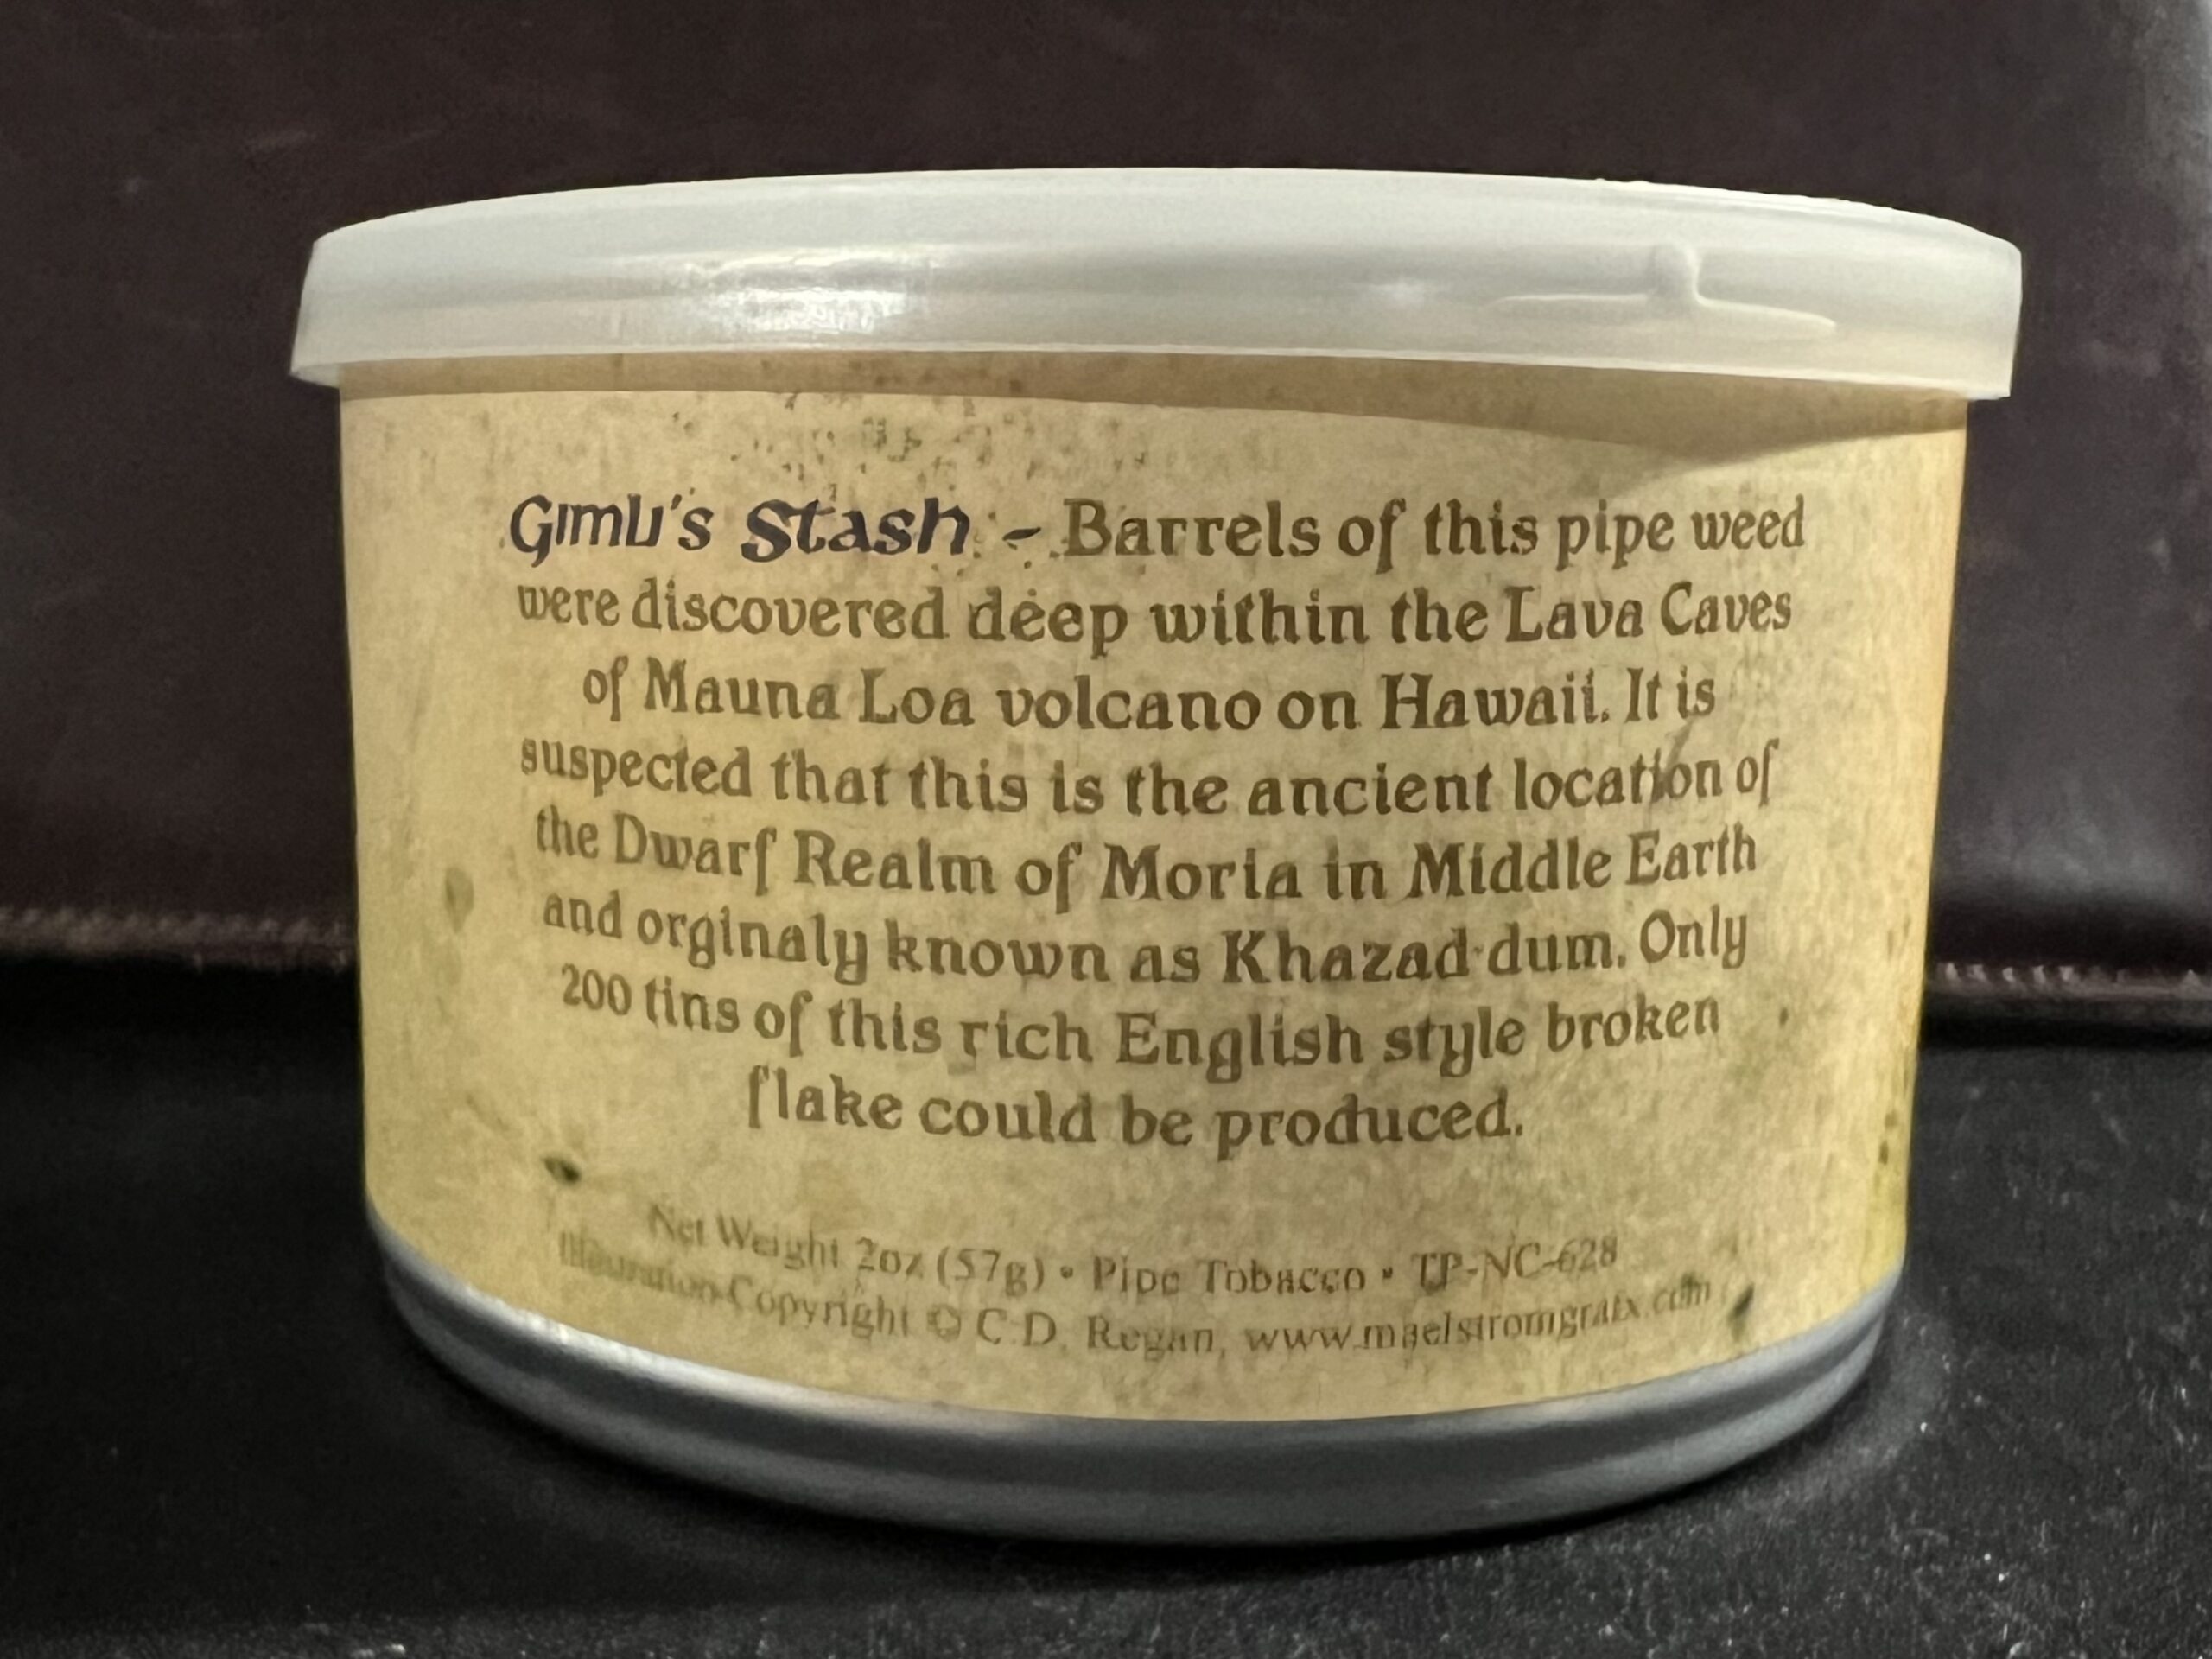 Gimli's Stash - Barrels of this pipe weed
were discovered deep within the Lava Caves
of Mauna Loa volcano on Hawaii. It is
suspected that this is the ancient location of
the Dwarf Realm of Moria in Middle Earth
and orginaly known as Khazad-dum. Only
200 tins of this rich English style broken
flake could be produced.
Net Weight 2oz (57g) • Pipe Tobacco • TP-NC-628
Illustration Copyright © C.D. Regan, www.maelstromgrafx.com